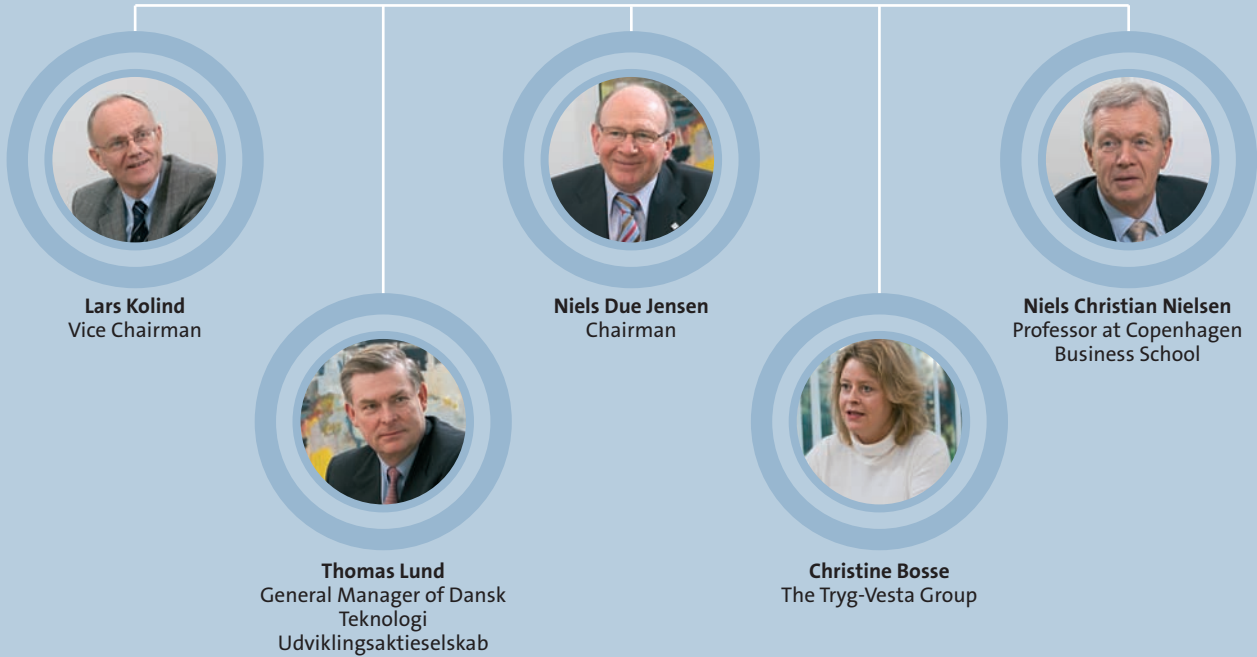 Lars Kolind
Vice Chairman
Niels Due Jensen
Chairman
Niels Christian Nielsen
Professor at Copenhagen
Business School
Thomas Lund
General Manager of Dansk
Teknologi
Udviklingsaktieselskab
Christine Bosse
The Tryg-Vesta Group